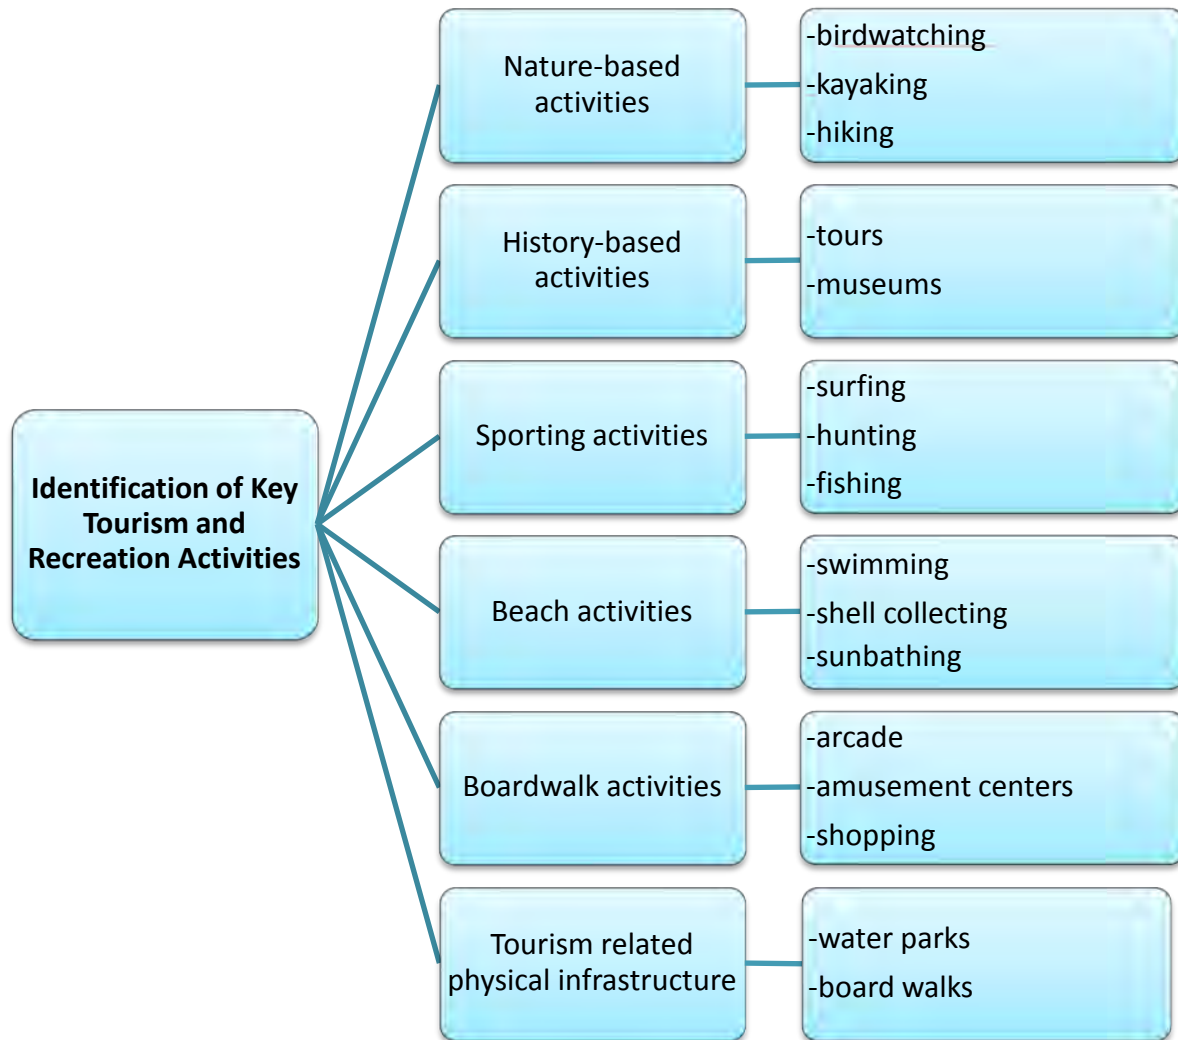 Identification of Key
Tourism and
Recreation Activities
Nature-based
activities
-birdwatching
-kayaking
-hiking
History-based
activities
-tours
-museums
Sporting activities
-surfing
-hunting
-fishing
Beach activities
-swimming
-shell collecting
-sunbathing
Boardwalk activities
-arcade
-amusement centers
-shopping
Tourism related
physical infrastructure
-water parks
-board walks